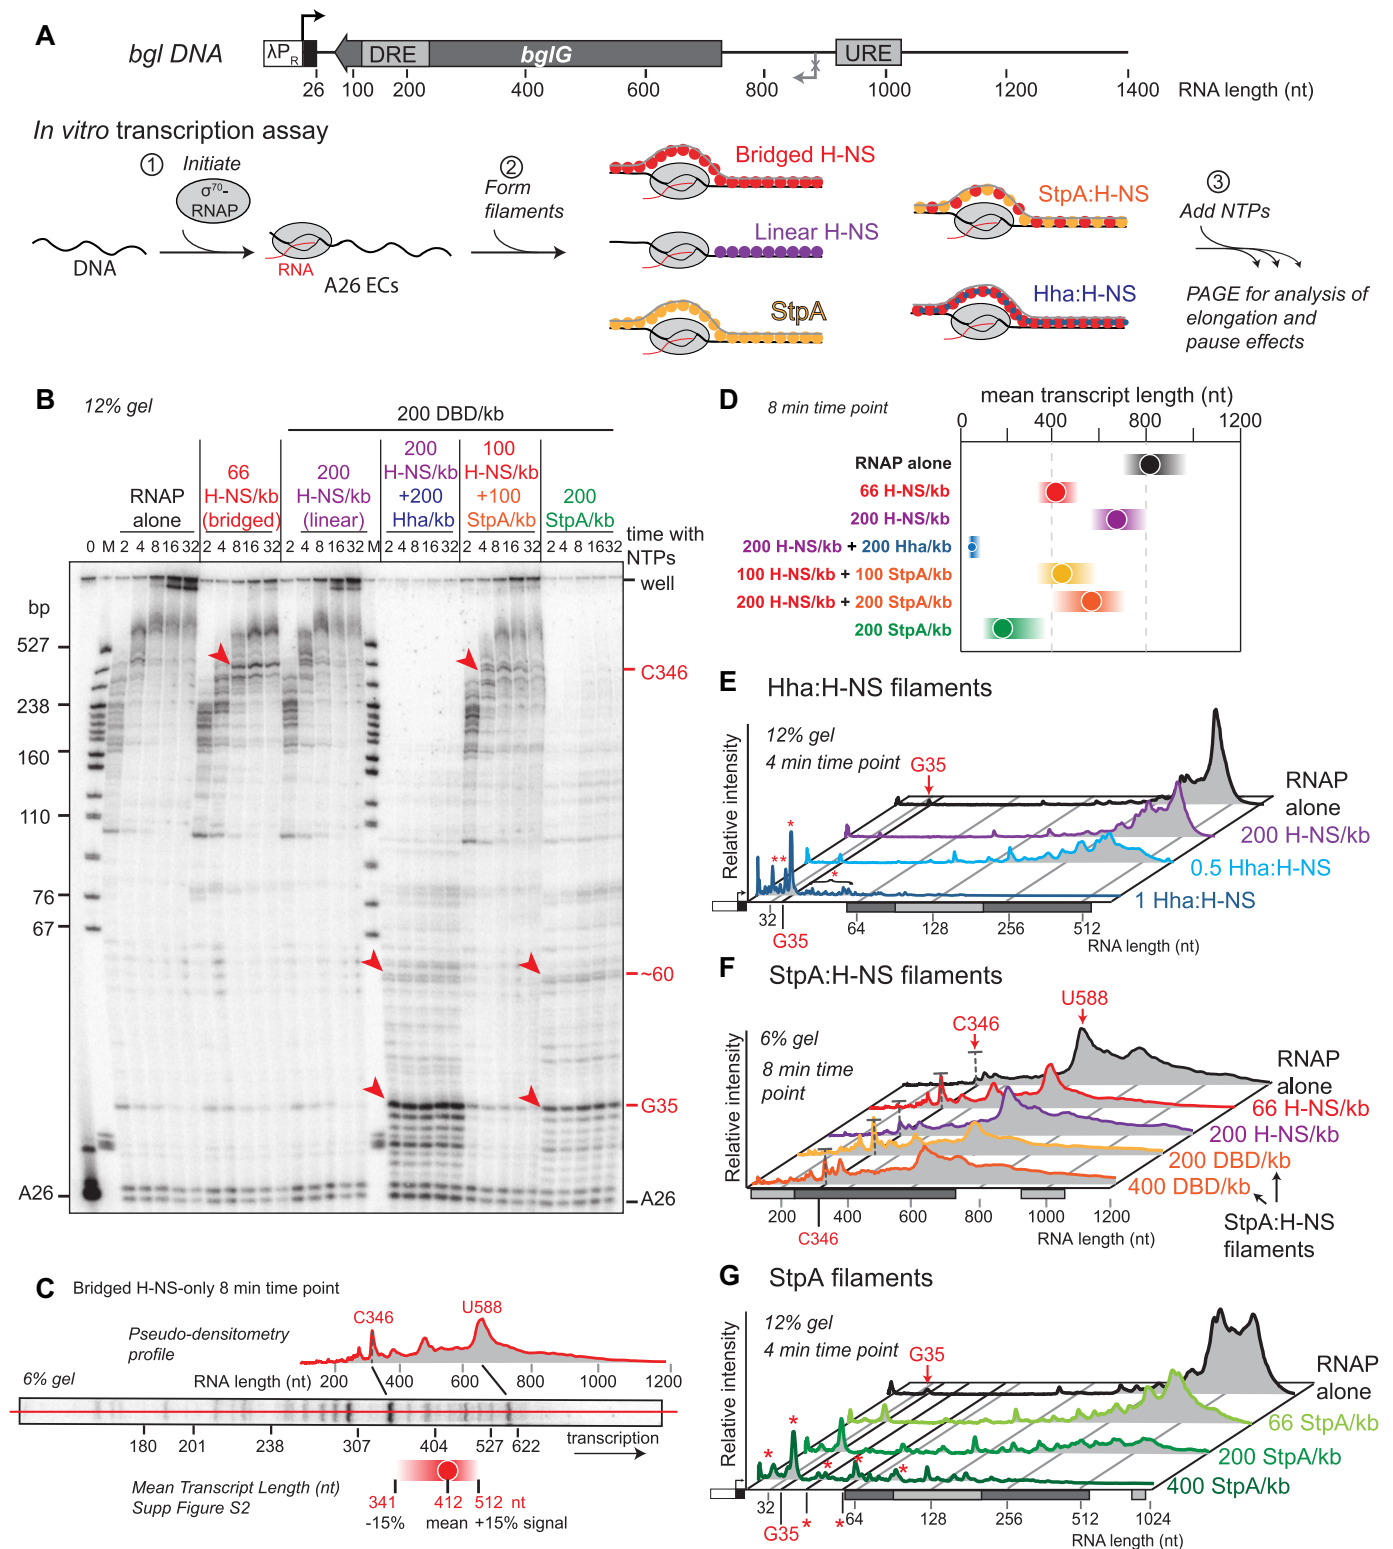 A
bgl DNA
λP
R
DRE
bglG
URE
26
100
200
400
600
800
1000
1200
1400
RNA length (nt)
In vitro transcription assay
1
Initiate
σ70-
RNAP
DNA
RNA
A26 ECs
2
Form
filaments
Bridged H-NS
Linear H-NS
StpA
StpA:H-NS
Hha:H-NS
3
Add NTPs
PAGE for analysis of
elongation and
pause effects
B
12% gel
200 DBD/kb
RNAP
alone
66
H-NS/kb
(bridged)
200
H-NS/kb
(linear)
200
H-NS/kb
+200
Hha/kb
100
H-NS/kb
+100
StpA/kb
200
StpA/kb
time with
NTPs
0 M 2 4 8 16 32 2 4 8 16 32 2 4 8 16 32 M 2 4 8 16 32 2 4 8 16 32 2 4 8 16 32
bp
527
238
160
110
76
67
A26
well
C346
~60
G35
A26
C
Bridged H-NS-only 8 min time point
Pseudo-densitometry
profile
C346
U588
6% gel
RNA length (nt)
200
400
600
800
1000
1200
180
201
238
307
404
527
622
transcription
Mean Transcript Length (nt)
Supp Figure S2
341
412
512 nt
-15%
mean
+15% signal
D
8 min time point
mean transcript length (nt)
0
400
800
1200
RNAP alone
66 H-NS/kb
200 H-NS/kb
200 H-NS/kb + 200 Hha/kb
100 H-NS/kb + 100 StpA/kb
200 H-NS/kb + 200 StpA/kb
200 StpA/kb
E
Hha:H-NS filaments
Relative intensity
12% gel
4 min time point
G35
* * * * *
RNAP
alone
200 H-NS/kb
0.5 Hha:H-NS
1 Hha:H-NS
32
G35
64
128
256
512
RNA length (nt)
F
StpA:H-NS filaments
Relative intensity
6% gel
8 min time
point
C346
U588
RNAP
alone
66 H-NS/kb
200 H-NS/kb
200 DBD/kb
400 DBD/kb
StpA:H-NS
filaments
200
400
600
800
1000
1200
C346
RNA length (nt)
G
StpA filaments
Relative intensity
12% gel
4 min time point
G35
* * * * *
RNAP
alone
66 StpA/kb
200 StpA/kb
400 StpA/kb
32
G35
* *
64
128
256
512
1024
RNA length (nt)